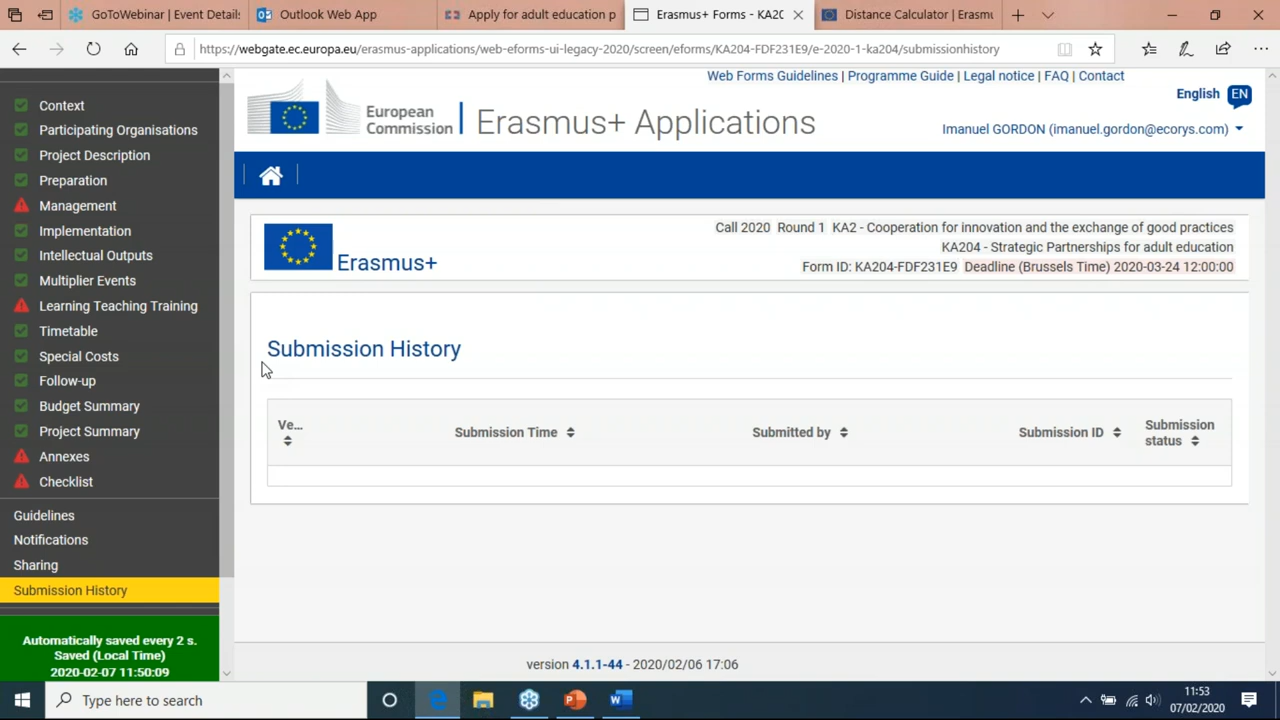 GoToWebinar | Event Details
Outlook Web App
Apply for adult education p
Erasmus+ Forms - KA20
Distance Calculator | Erasmu
https://webgate.ec.europa.eu/erasmus-applications/web-eforms-ui-legacy-2020/screen/eforms/KA204-FDF231E9/e-2020-1-ka204/submissionhistory
Context
Participating Organisations
Project Description
Preparation
Management
Implementation
Intellectual Outputs
Multiplier Events
Learning Teaching Training
Timetable
Special Costs
Follow-up
Budget Summary
Project Summary
Annexes
Checklist
Guidelines
Notifications
Sharing
Submission History
Automatically saved every 2 s.
Saved (Local Time)
2020-02-07 11:50:09
Web Forms Guidelines | Programme Guide | Legal notice | FAQ | Contact
English EN
European
Commission
Erasmus+ Applications
Imanuel GORDON (imanuel.gordon@ecorys.com)
Erasmus+
Call 2020 Round 1 KA2 - Cooperation for innovation and the exchange of good practices
KA204 - Strategic Partnerships for adult education
Form ID: KA204-FDF231E9 Deadline (Brussels Time) 2020-03-24 12:00:00
Submission History
Ve...
Submission Time
Submitted by
Submission ID
Submission
status
version 4.1.1-44 - 2020/02/06 17:06
Type here to search
11:53
07/02/2020